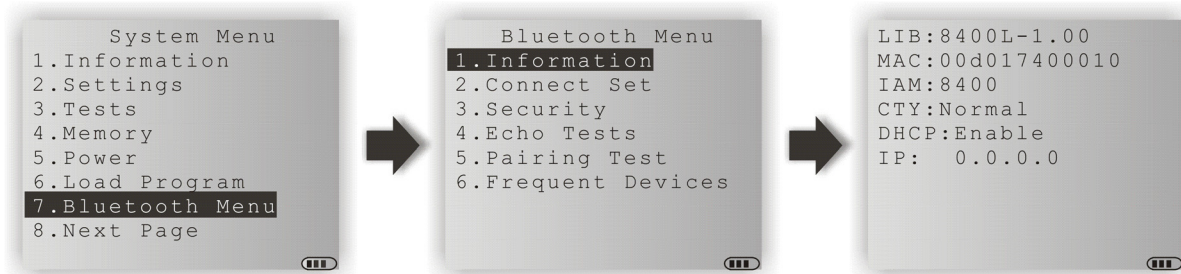 System Menu
1.Information
2.Settings
3.Tests
4.Memory
5.Power
6.Load Program
7.Bluetooth Menu
8.Next Page
Bluetooth Menu
1.Information
2.Connect Set
3.Security
4.Echo Tests
5.Pairing Test
6.Frequent Devices
LIB:8400L-1.00
MAC:00d017400010
IAM:8400
CTY:Normal
DHCP:Enable
IP: 0.0.0.0